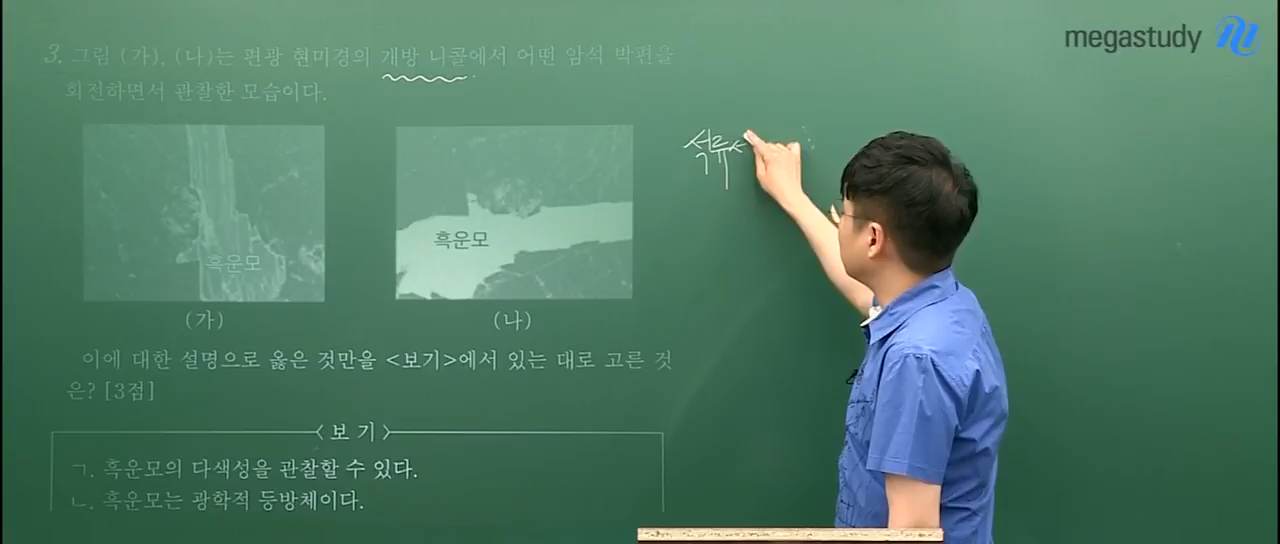 megastudy
3. 그림 (가), (나)는 편광 현미경의 개방 니콜에서 어떤 암석 박편을
회전하면서 관찰한 모습이다.
석류
흑운모
흑운모
(가)
(나)
이에 대한 설명으로 옳은 것만을 <보기>에서 있는 대로 고른 것
은? [3점]
<보 기>
ㄱ. 흑운모의 다색성을 관찰할 수 있다.
ㄴ. 흑운모는 광학적 등방체이다.